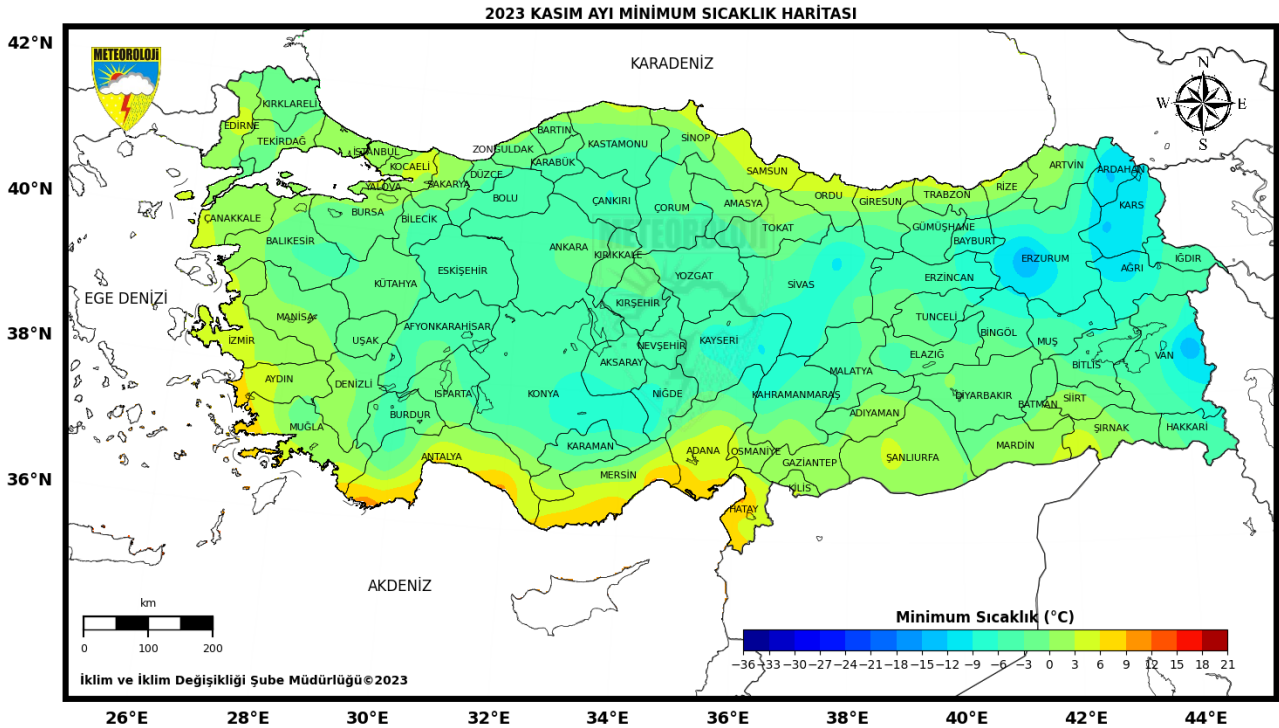 2023 KASIM AYI MİNİMUM SICAKLIK HARİTASI
42°N
40°N
38°N
36°N
METEOROLOJİ
KARADENİZ
N
W E
S
KIRKLARELİ
EDİRNE
TEKİRDAĞ
İSTANBUL
KOCAELİ
YALOVA
SAKARYA
DÜZCE
ZONGULDAK
BARTIN
KARABÜK
KASTAMONU
SİNOP
SAMSUN
ORDU
GİRESUN
TRABZON
RİZE
ARTVİN
ARDAHAN
KARS
ÇANAKKALE
BURSA
BİLECİK
BOLU
ÇANKIRI
ÇORUM
AMASYA
TOKAT
GÜMÜŞHANE
BAYBURT
METEOROLOJİ
BALIKESİR
ESKİŞEHİR
ANKARA
KIRIKKALE
YOZGAT
SİVAS
ERZİNCAN
ERZURUM
AĞRI
IĞDIR
EGE DENİZİ
KÜTAHYA
KIRŞEHİR
TUNCELİ
BİNGÖL
MUŞ
MANİSA
AFYONKARAHİSAR
İZMİR
UŞAK
NEVŞEHİR
KAYSERİ
AKSARAY
ELAZIĞ
MALATYA
BİTLİS
VAN
AYDIN
DENİZLİ
ISPARTA
KONYA
NİĞDE
KAHRAMANMARAŞ
DİYARBAKIR
BATMAN
SİİRT
BURDUR
ADIYAMAN
MUĞLA
KARAMAN
ŞIRNAK
HAKKARİ
ANTALYA
ADANA
OSMANİYE
GAZİANTEP
ŞANLIURFA
MARDİN
MERSİN
KİLİS
HATAY
AKDENİZ
km
0 100 200
İklim ve İklim Değişikliği Şube Müdürlüğü©2023
Minimum Sıcaklık (°C)
−36 −33 −30 −27 −24 −21 −18 −15 −12 −9 −6 −3 0 3 6 9 12 15 18 21
26°E 28°E 30°E 32°E 34°E 36°E 38°E 40°E 42°E 44°E